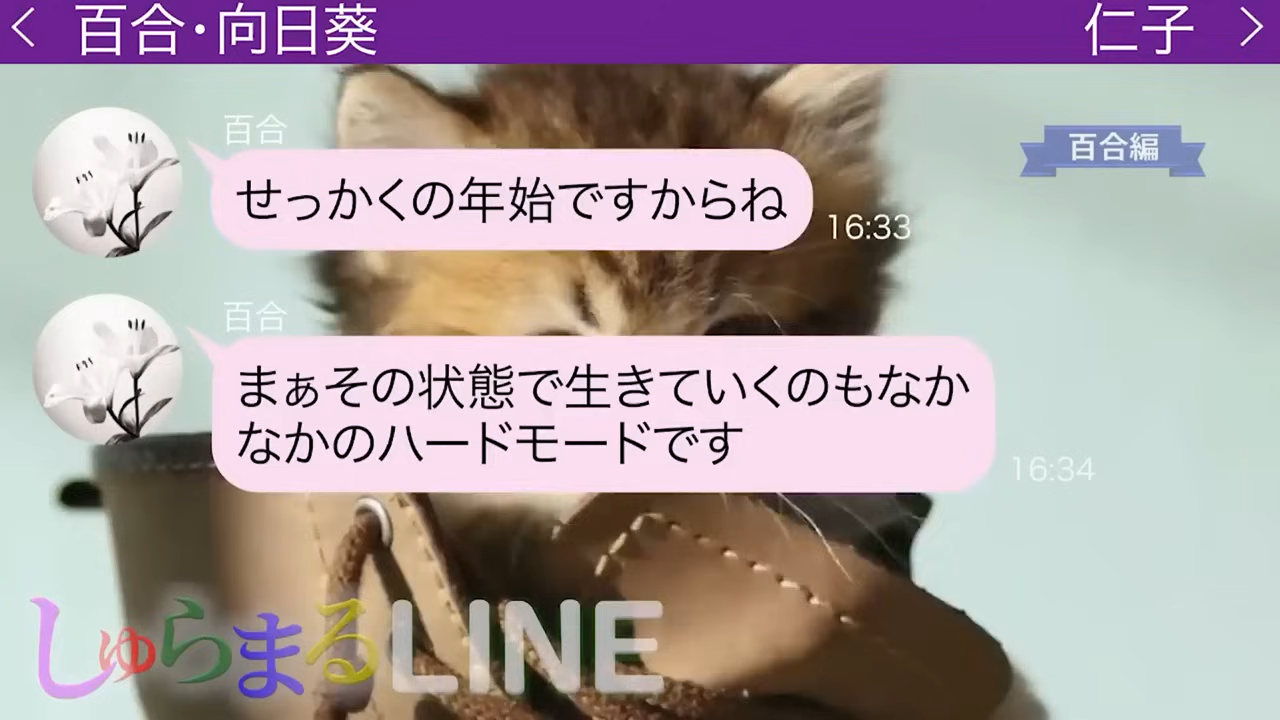 百合・向日葵
仁子
百合編
百合
せっかくの年始ですからね
16:33
百合
まぁその状態で生きていくのもなか
なかのハードモードです
16:34
しゅらまるLINE